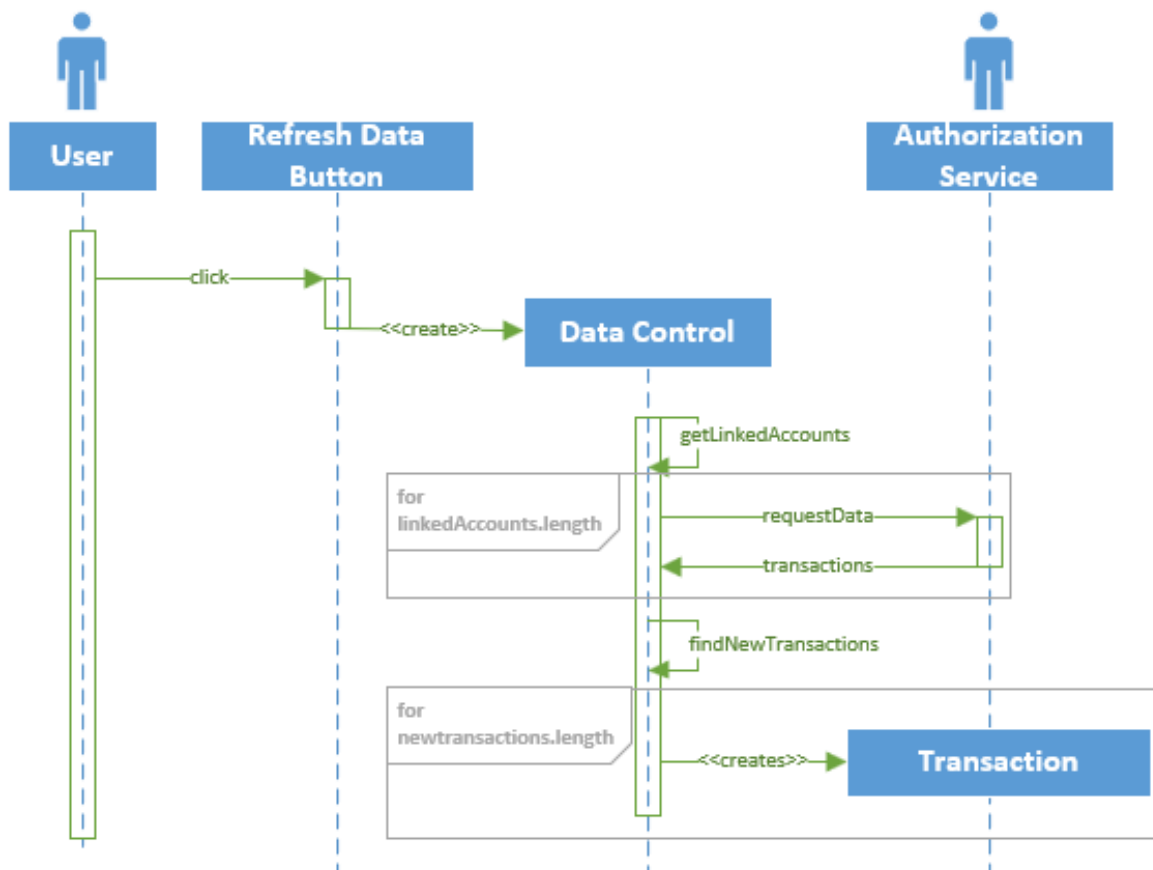 User
Refresh Data
Button
Authorization
Service
click
<<create>>
Data Control
getLinkedAccounts
for
linkedAccounts.length
requestData
transactions
findNewTransactions
for
newtransactions.length
<<creates>>
Transaction